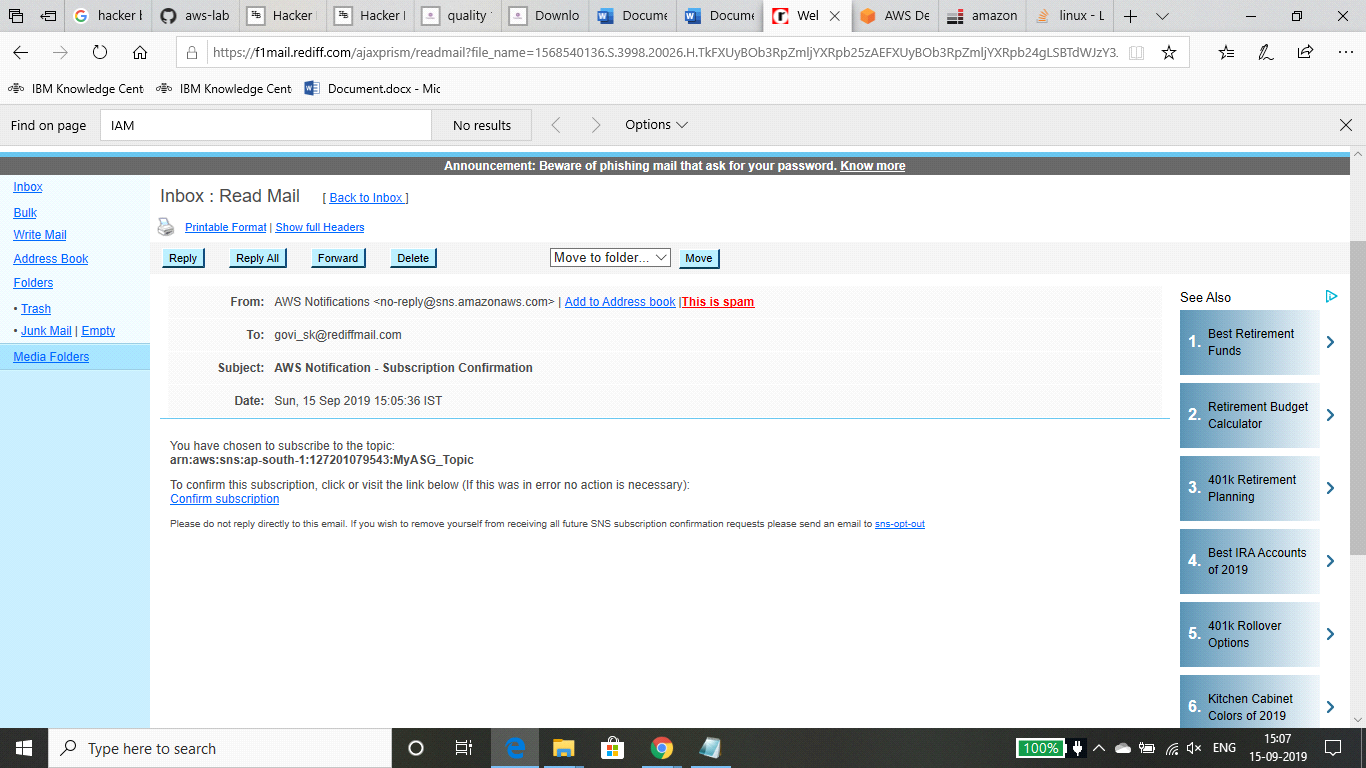 hacker b
aws-lab
Hacker
Hacker
quality
Downlo
Docume
Docume
Wel
AWS De
amazon
linux - L
https://f1mail.rediff.com/ajaxprism/readmail?file_name=1568540136.S.3998.20026.H.TkFXUyBOb3RpZmljYXRpb25zAEFXUyBOb3RpZmljYXRpb24gLSBTdWJzY3.
IBM Knowledge Cent
IBM Knowledge Cent
Document.docx - Mic
Find on page
IAM
No results
Options
Announcement: Beware of phishing mail that ask for your password. Know more
Inbox
Bulk
Write Mail
Address Book
Folders
• Trash
• Junk Mail | Empty
Media Folders
Inbox : Read Mail [ Back to Inbox ]
Printable Format | Show full Headers
Reply
Reply All
Forward
Delete
Move to folder...
Move
From: AWS Notifications <no-reply@sns.amazonaws.com> | Add to Address book |This is spam
To: govi_sk@rediffmail.com
Subject: AWS Notification - Subscription Confirmation
Date: Sun, 15 Sep 2019 15:05:36 IST
You have chosen to subscribe to the topic:
arn:aws:sns:ap-south-1:127201079543:MyASG_Topic
To confirm this subscription, click or visit the link below (If this was in error no action is necessary):
Confirm subscription
Please do not reply directly to this email. If you wish to remove yourself from receiving all future SNS subscription confirmation requests please send an email to sns-opt-out
See Also
1. Best Retirement
Funds
2. Retirement Budget
Calculator
3. 401k Retirement
Planning
4. Best IRA Accounts
of 2019
5. 401k Rollover
Options
6. Kitchen Cabinet
Colors of 2019
Type here to search
100%
ENG
15:07
15-09-2019